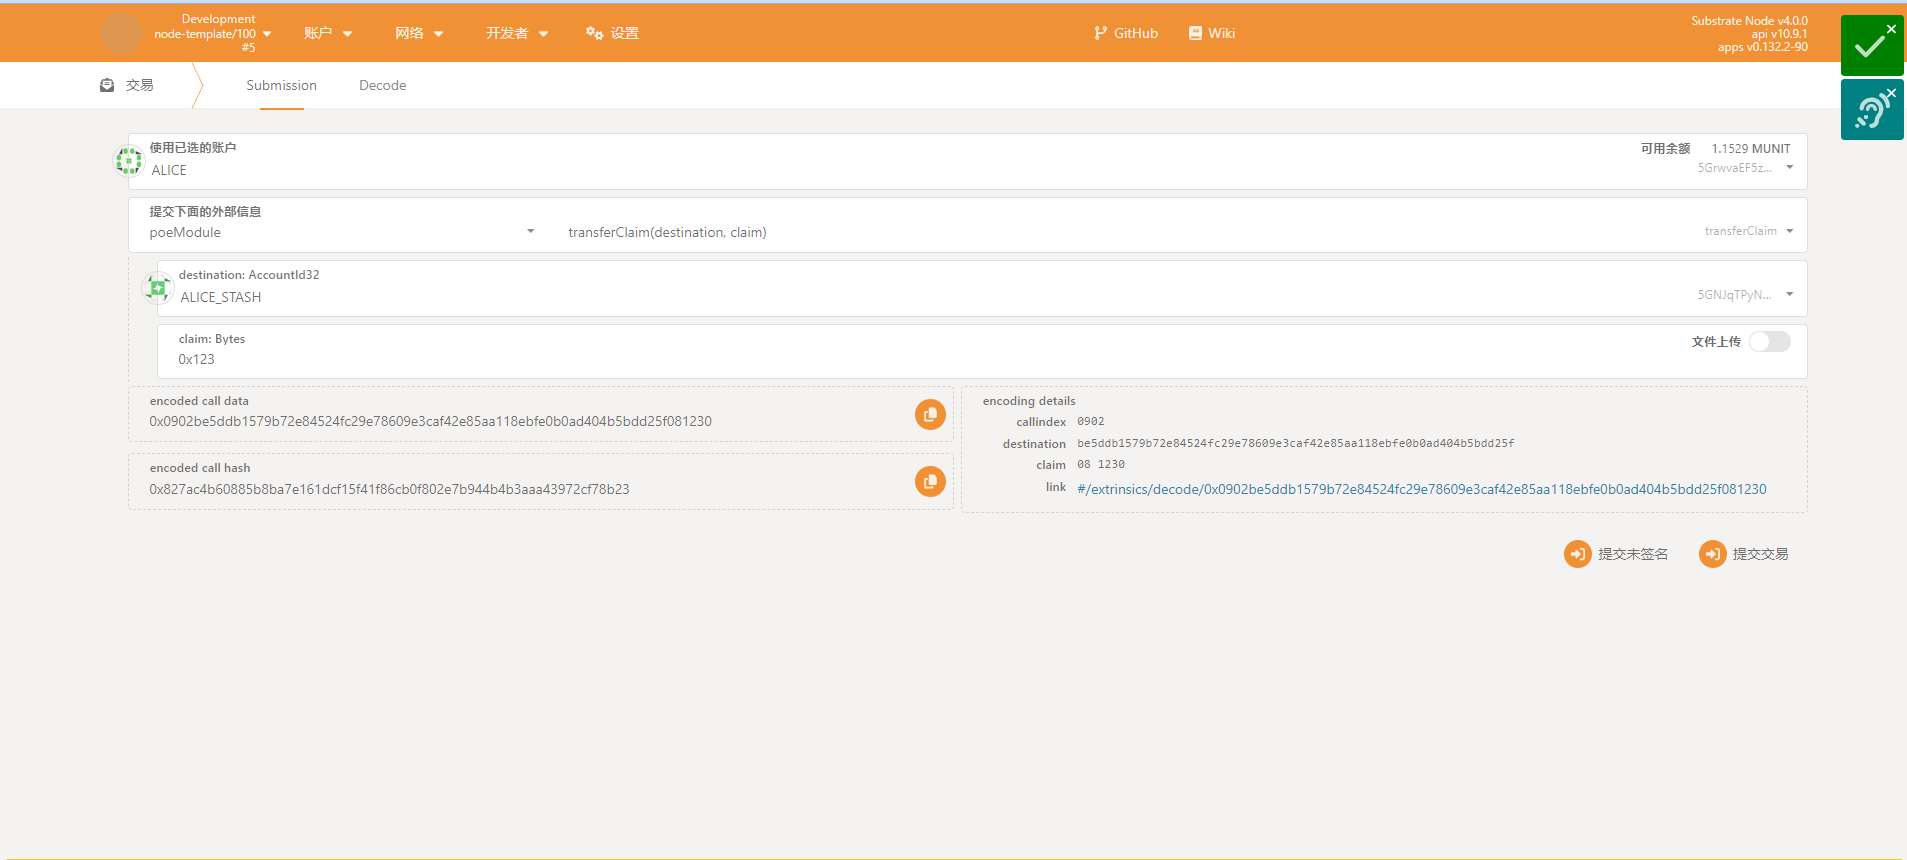 Development
node-template/100
#5
账户
网络
开发者
设置
GitHub
Wiki
Substrate Node v4.0.0
api v10.9.1
apps v0.132.2-90
交易
Submission
Decode
使用已选的账户
ALICE
可用余额 1.1529 MUNIT
5GrwvaEF5z...
提交下面的外部信息
poeModule
transferClaim(destination, claim)
transferClaim
destination: AccountId32
ALICE_STASH
5GNJqTPyN...
claim: Bytes
0x123
文件上传
encoded call data
0x0902be5ddb1579b72e84524fc29e78609e3caf42e85aa118ebfe0b0ad404b5bdd25f081230
encoded call hash
0x827ac4b60885b8ba7e161dcf15f41f86cb0f802e7b944b4b3aaa43972cf78b23
encoding details
callindex 0902
destination be5ddb1579b72e84524fc29e78609e3caf42e85aa118ebfe0b0ad404b5bdd25f
claim 08 1230
link #/extrinsics/decode/0x0902be5ddb1579b72e84524fc29e78609e3caf42e85aa118ebfe0b0ad404b5bdd25f081230
提交未签名
提交交易